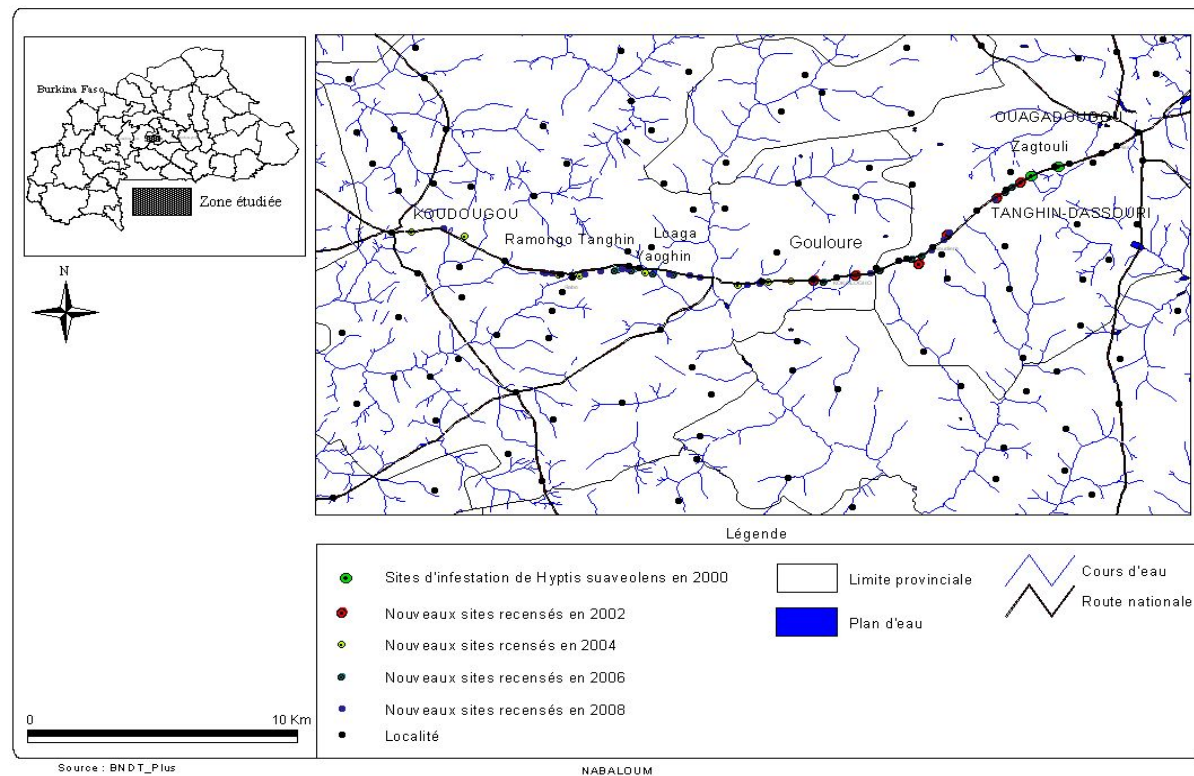 Burkina Faso
Zone étudiée
N
OUAGADOUGOU
Zagtouli
TANGHIN-DASSOURI
KOUDOUGOU
Ramongo Tanghin
Loaga
Yaoghin
Gouloure
Légende
Sites d'infestation de Hyptis suaveolens en 2000
Nouveaux sites recensés en 2002
Nouveaux sites rcensés en 2004
Nouveaux sites recensés en 2006
Nouveaux sites recensés en 2008
Localité
Limite provinciale
Plan d'eau
Cours d'eau
Route nationale
0 10 Km
Source : BNDT_Plus
NABALOUM